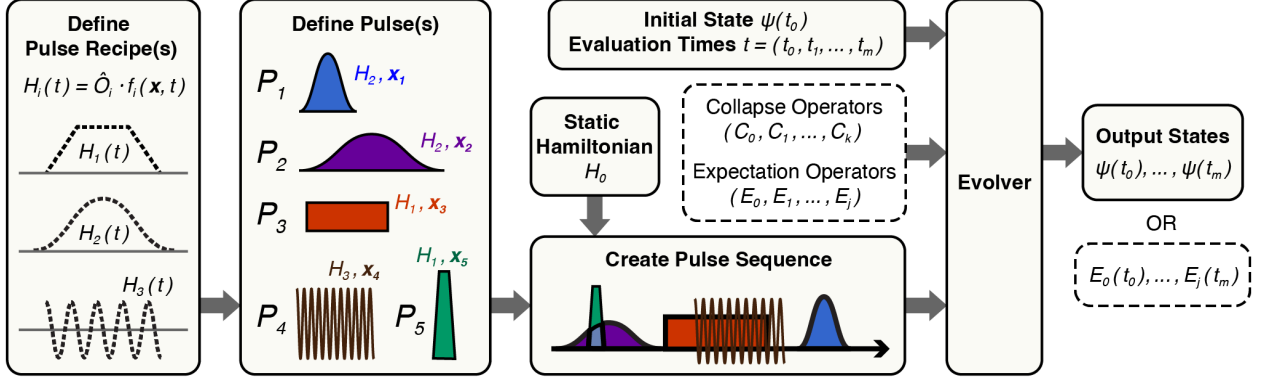 Define
Pulse Recipe(s)
H_i(t) = Ô_i · f_i(x, t)
H_1(t)
H_2(t)
H_3(t)
Define Pulse(s)
P_1
H_2, x_1
P_2
H_2, x_2
P_3
H_1, x_3
P_4
H_3, x_4
P_5
H_1, x_5
Initial State ψ(t_0)
Evaluation Times t = (t_0, t_1, ..., t_m)
Static
Hamiltonian
H_0
Collapse Operators
(C_0, C_1, ..., C_k)
Expectation Operators
(E_0, E_1, ..., E_j)
Create Pulse Sequence
Evolver
Output States
ψ(t_0), ..., ψ(t_m)
OR
E_0(t_0), ..., E_j(t_m)